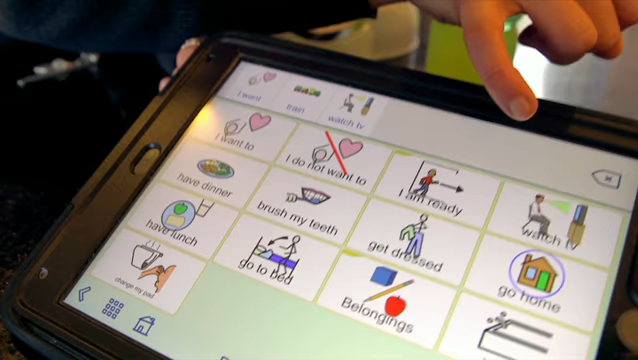 I want
train
watch tv
I want to
I do not want to
I am ready
watch tv
have dinner
brush my teeth
get dressed
go home
have lunch
go to bed
Belongings
change my pad